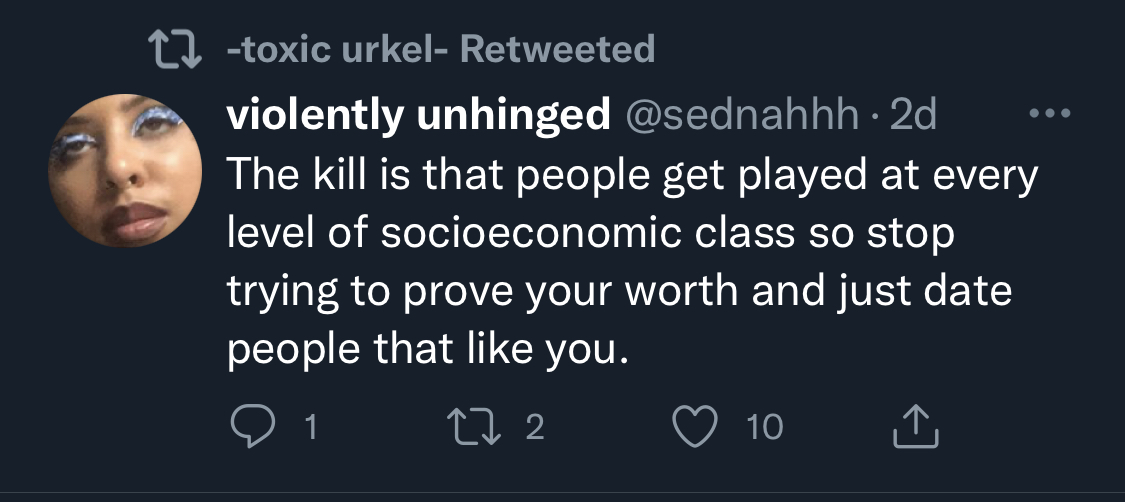 -toxic urkel- Retweeted
violently unhinged @sednahhh · 2d
The kill is that people get played at every
level of socioeconomic class so stop
trying to prove your worth and just date
people that like you.
1 2 10